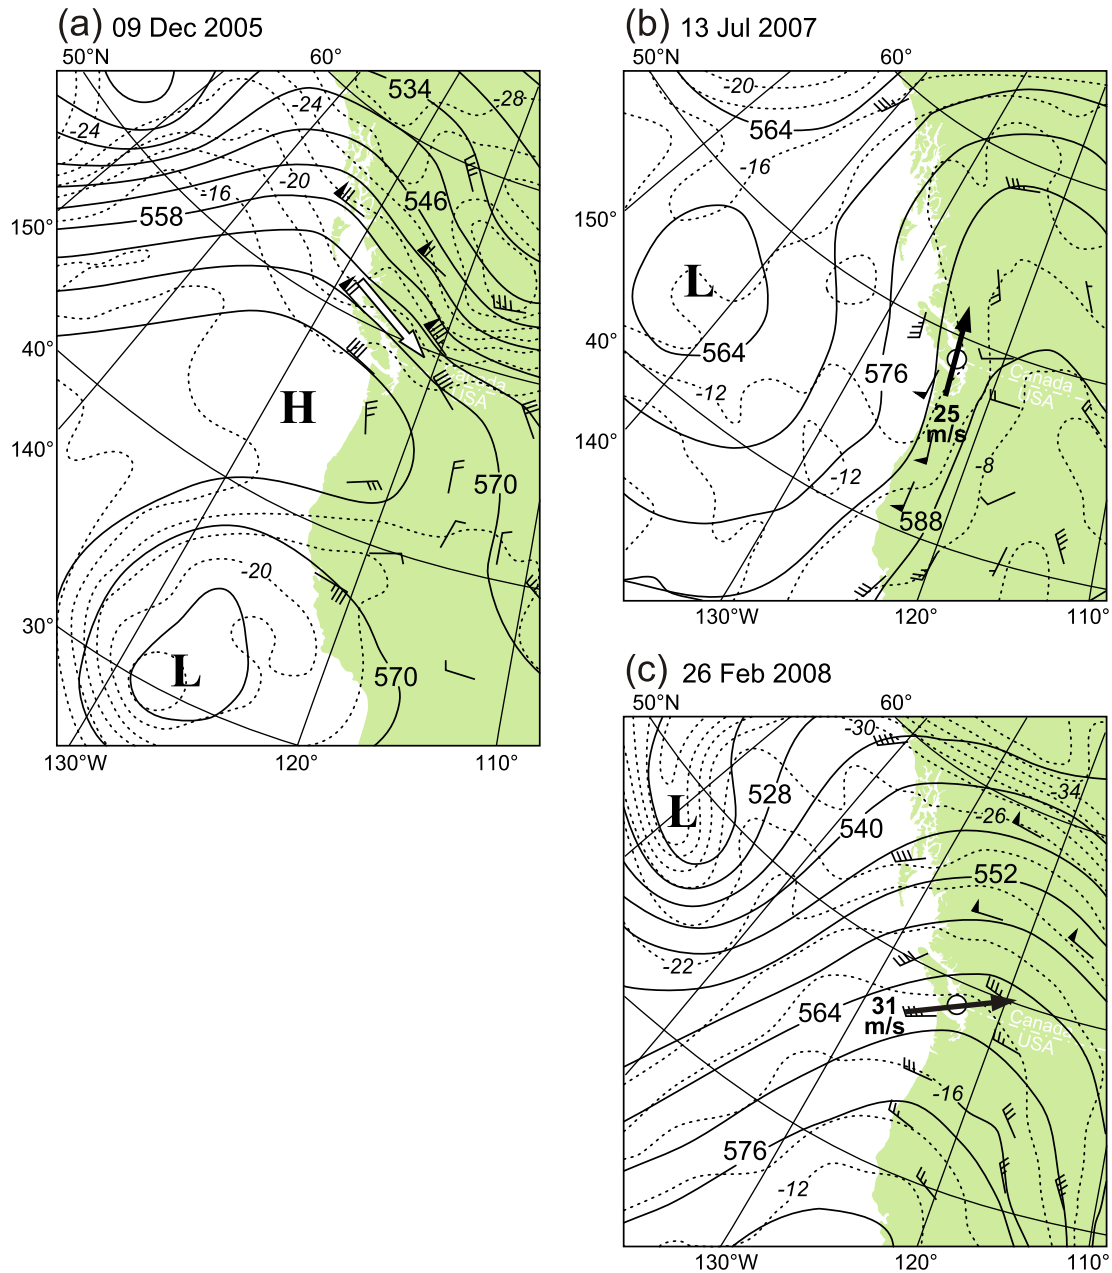 (a) 09 Dec 2005
50°N 60°
534
-24
-28
-24
-20
-16
546
558
150°
40°
Canada
USA
H
140°
570
-20
30°
L
570
130°W 120° 110°
(b) 13 Jul 2007
50°N 60°
-20
564
-16
150°
L
40°
564
576
Canada
USA
-12
25
m/s
140°
-8
-12
588
130°W 120° 110°
(c) 26 Feb 2008
50°N 60°
-30
528
-34
L
540
-26
552
-22
31
m/s
564
Canada
USA
-16
576
-12
130°W 120° 110°